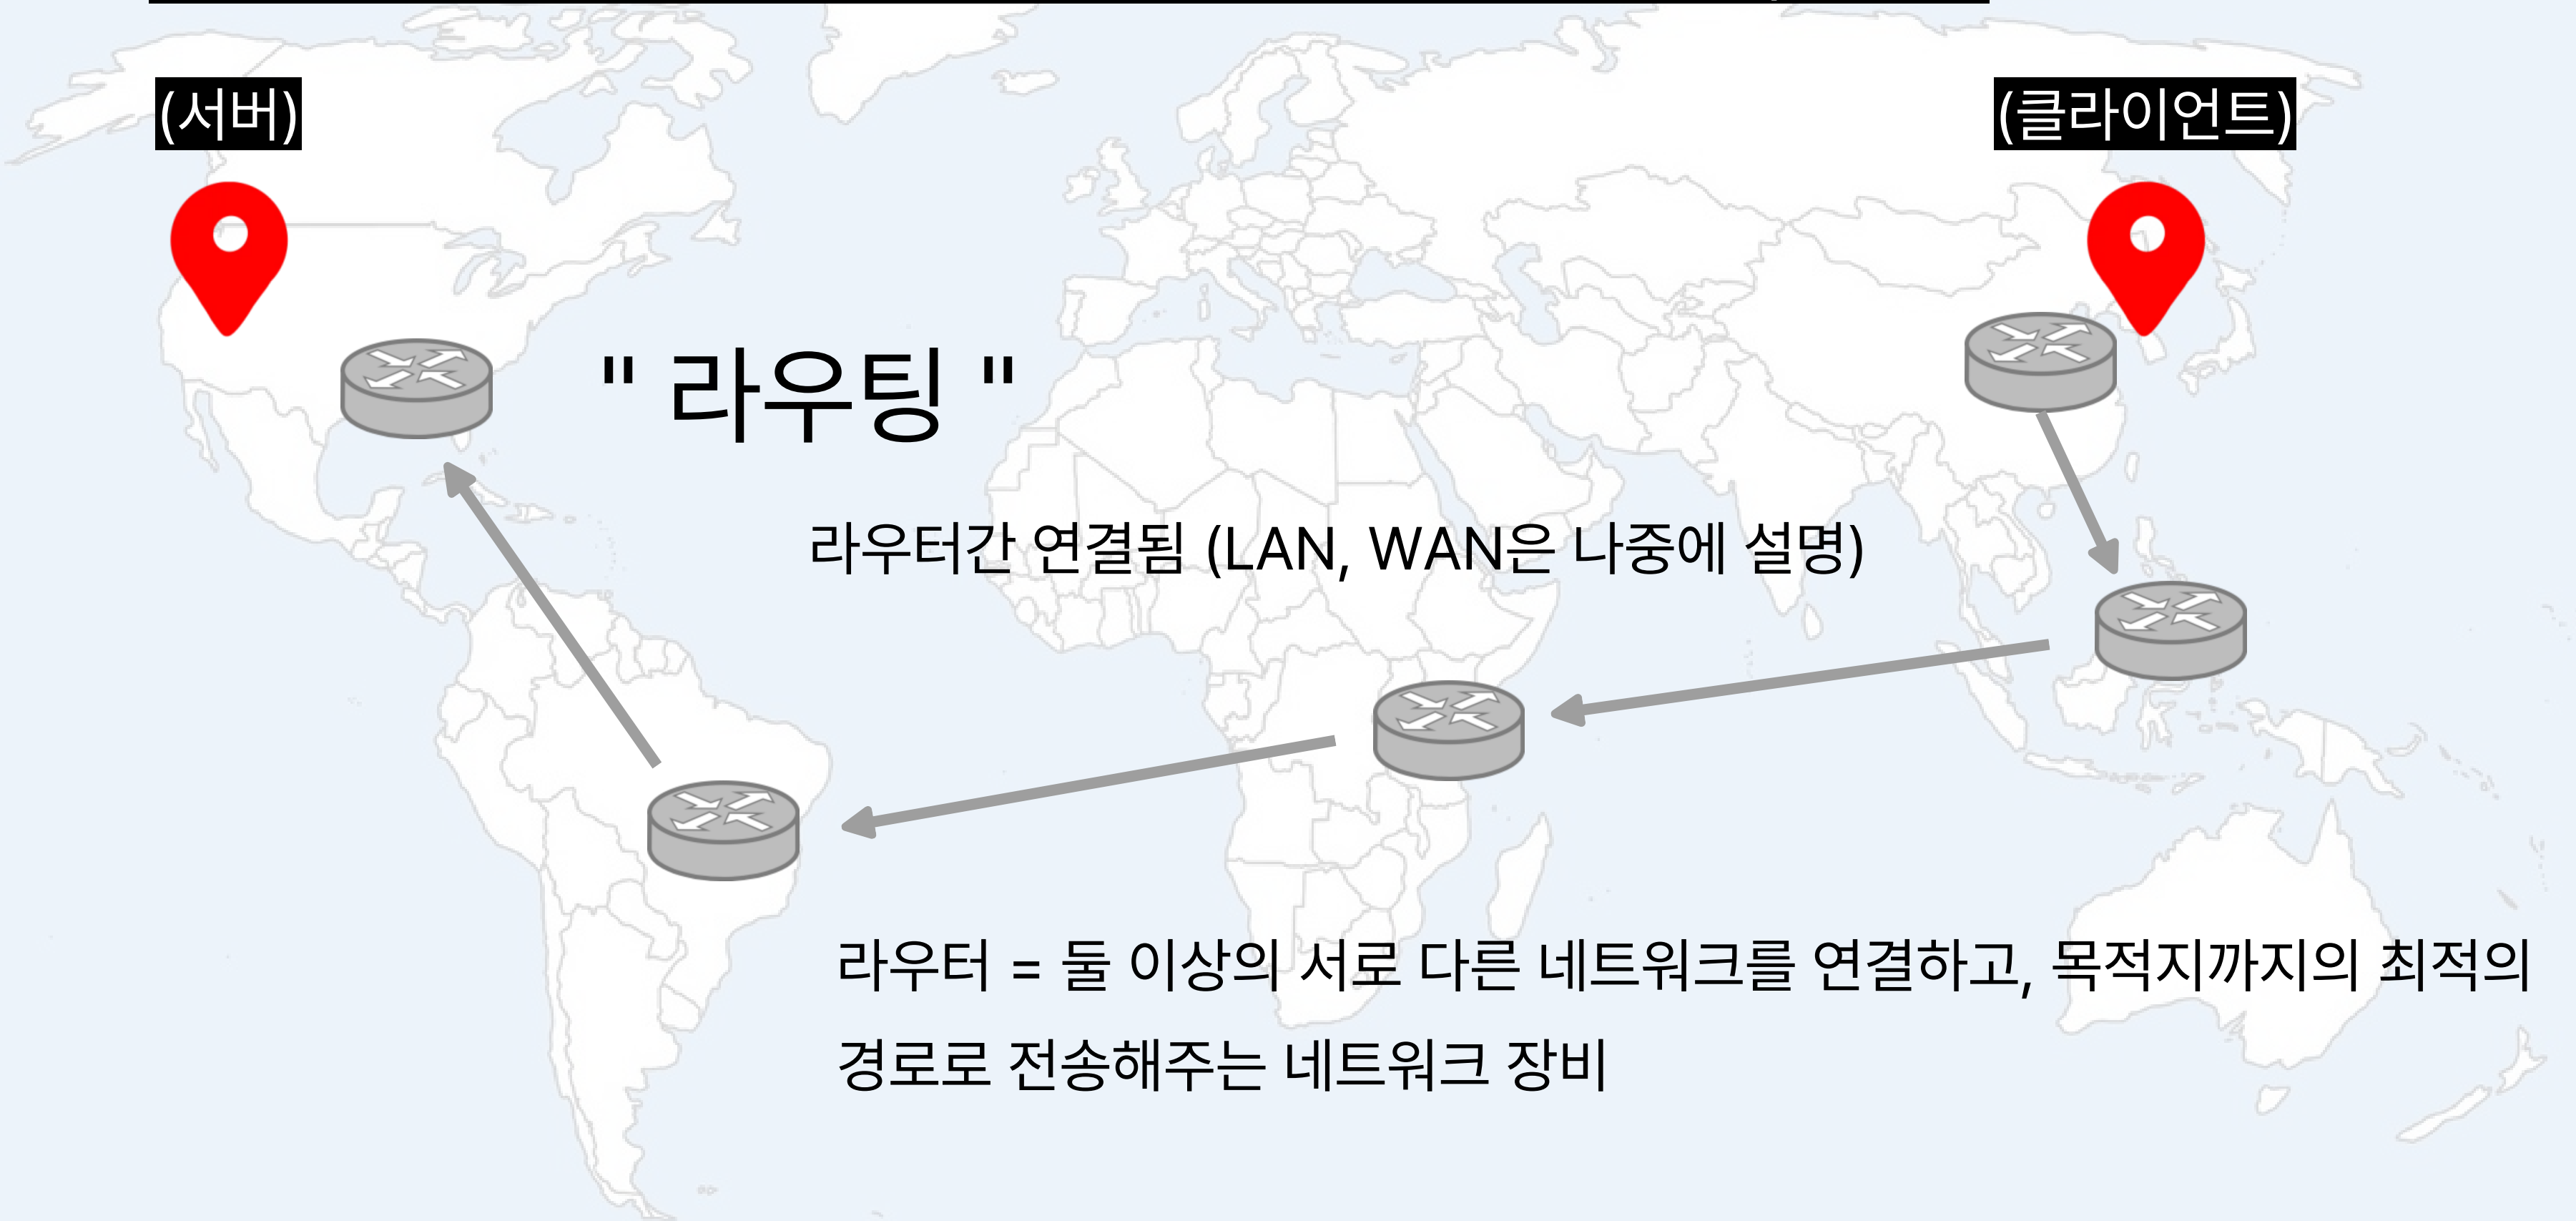 (서버)
(클라이언트)
" 라우팅 "
라우터간 연결됨 (LAN, WAN은 나중에 설명)
라우터 = 둘 이상의 서로 다른 네트워크를 연결하고, 목적지까지의 최적의
경로로 전송해주는 네트워크 장비